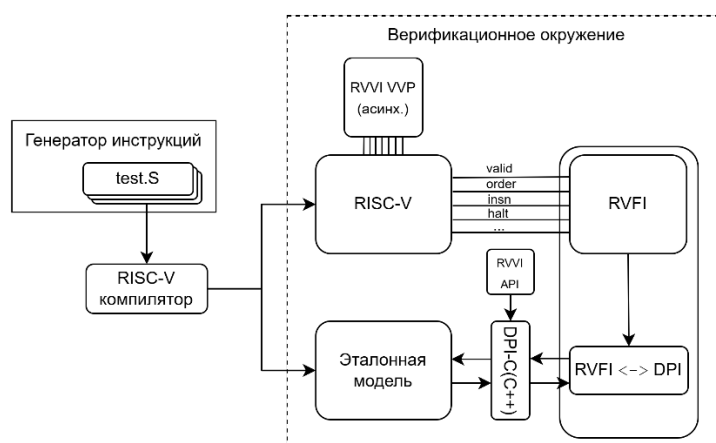 Верификационное окружение
RVVI VVP
(асинх.)
Генератор инструкций
test.S
RISC-V
valid
order
insn
halt
...
RVFI
RISC-V
компилятор
RVVI
API
Эталонная
модель
DPI-C(C++)
RVFI <-> DPI